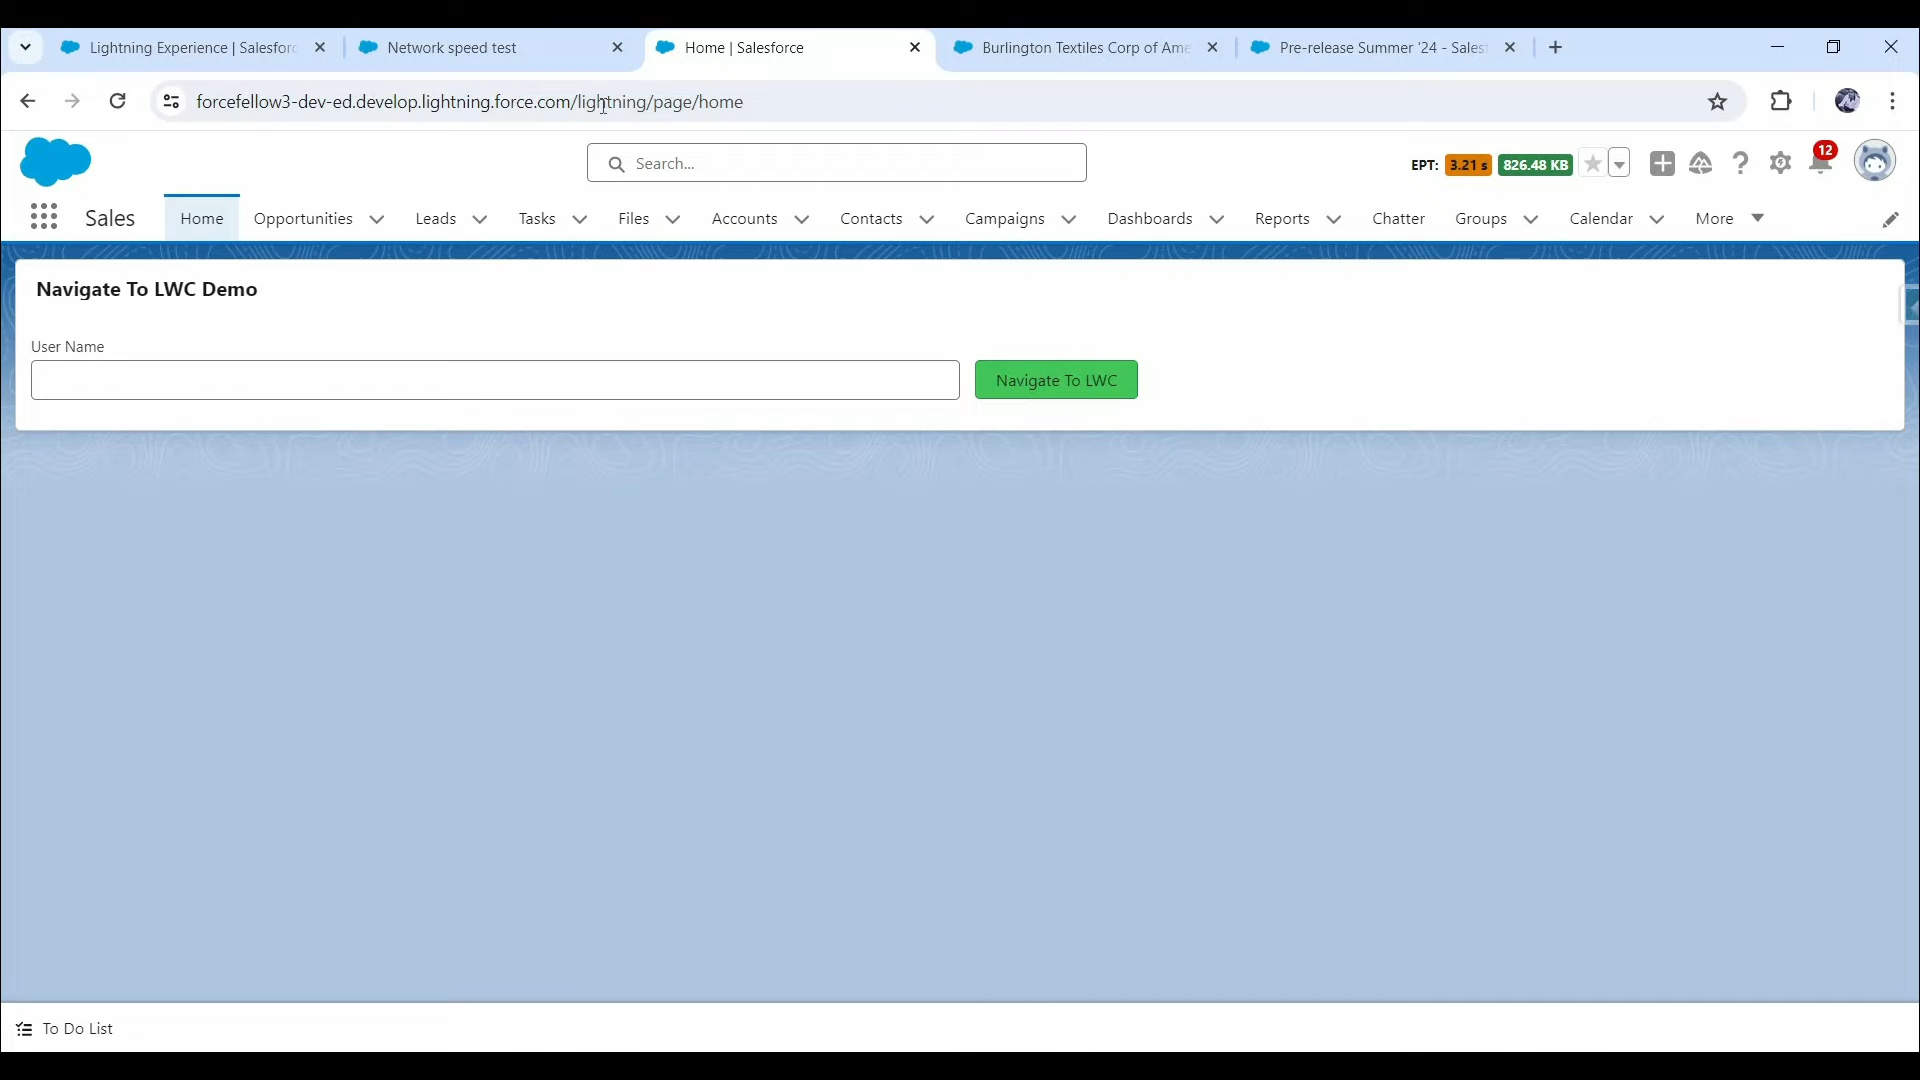 Lightning Experience | Salesforc
Network speed test
Home | Salesforce
Burlington Textiles Corp of Ame
Pre-release Summer '24 - Sales
forcefellow3-dev-ed.develop.lightning.force.com/lightning/page/home
Search...
EPT: 3.21 s 826.48 KB
12
Sales
Home
Opportunities
Leads
Tasks
Files
Accounts
Contacts
Campaigns
Dashboards
Reports
Chatter
Groups
Calendar
More
Navigate To LWC Demo
User Name
Navigate To LWC
To Do List